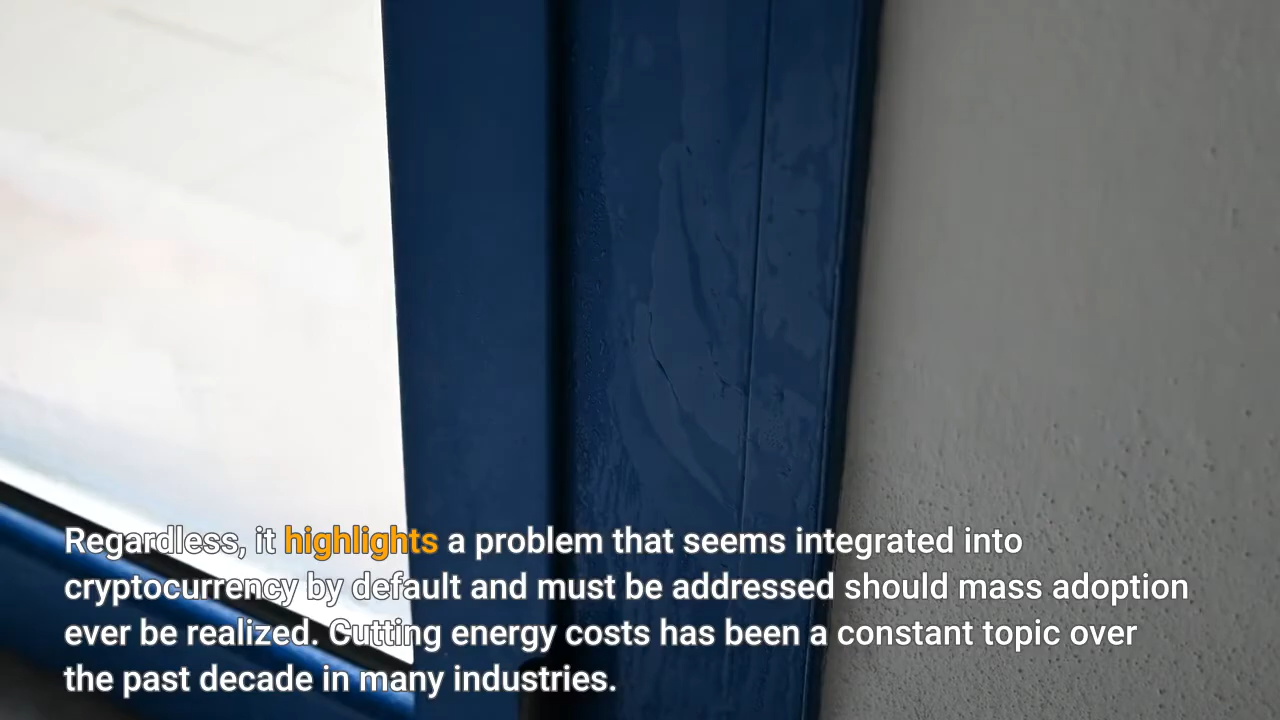 Regardless, it highlights a problem that seems integrated into
cryptocurrency by default and must be addressed should mass adoption
ever be realized. Cutting energy costs has been a constant topic over
the past decade in many industries.